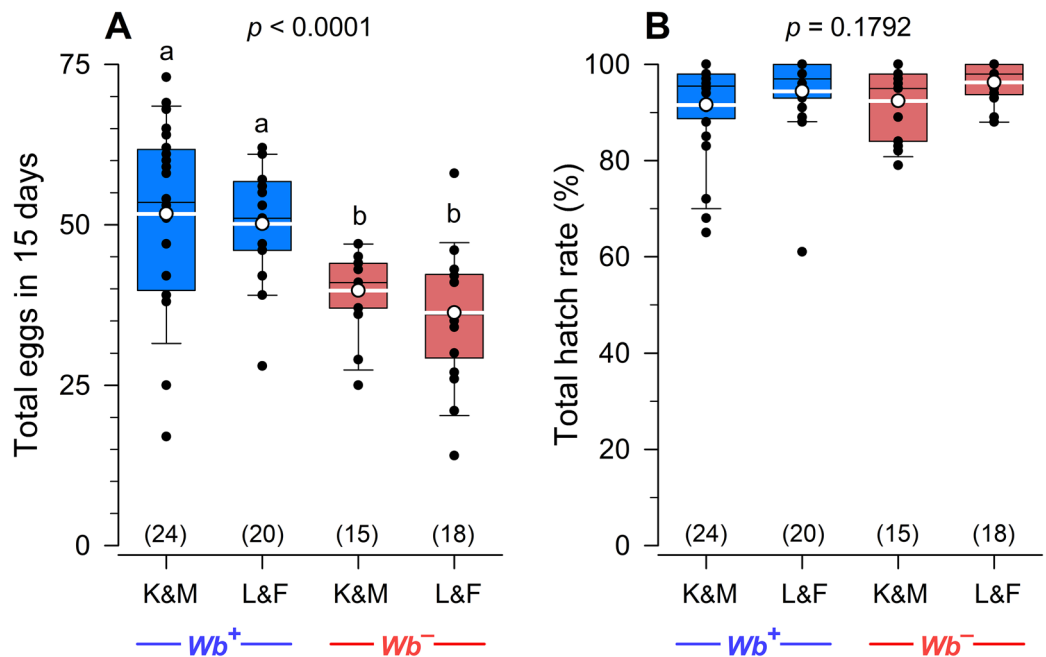 A
p < 0.0001
a
a
b
b
Total eggs in 15 days
75
50
25
0
(24) (20) (15) (18)
K&M L&F K&M L&F
Wb⁺ Wb⁻
B
p = 0.1792
Total hatch rate (%)
100
80
60
40
20
0
(24) (20) (15) (18)
K&M L&F K&M L&F
Wb⁺ Wb⁻